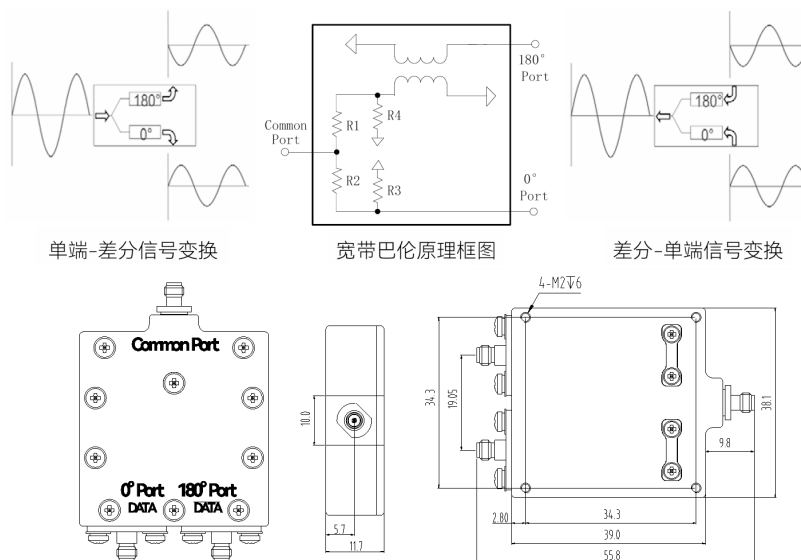 180°
0°
单端-差分信号变换
180°
Port
Common
Port
R1
R4
R2
R3
0°
Port
宽带巴伦原理框图
180°
0°
差分-单端信号变换
Common Port
0° Port
180° Port
DATA
DATA
10.0
5.7
11.7
4-M2↧6
34.3
19.05
38.1
9.8
2.80
34.3
39.0
55.8